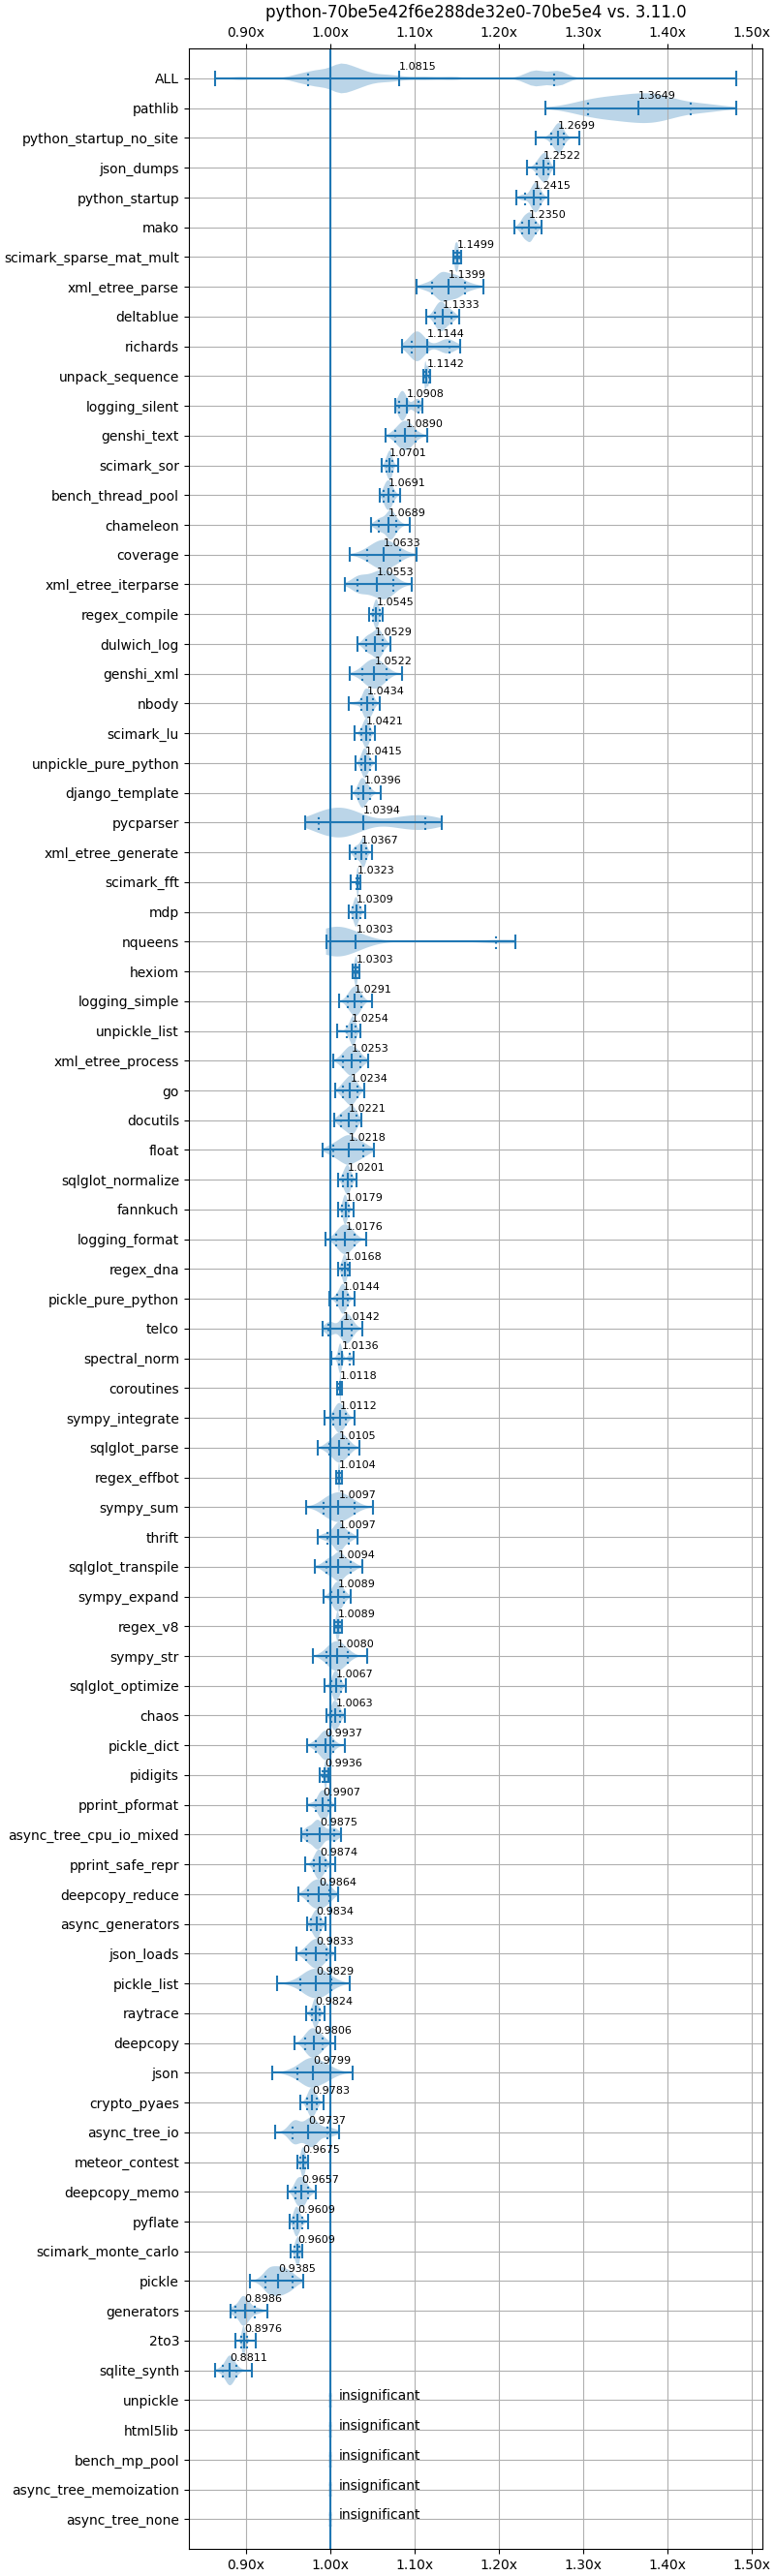 python-70be5e42f6e288de32e0-70be5e4 vs. 3.11.0
0.90x 1.00x 1.10x 1.20x 1.30x 1.40x 1.50x
ALL 1.0815
pathlib 1.3649
python_startup_no_site 1.2699
json_dumps 1.2522
python_startup 1.2415
mako 1.2350
scimark_sparse_mat_mult 1.1499
xml_etree_parse 1.1399
deltablue 1.1333
richards 1.1144
unpack_sequence 1.1142
logging_silent 1.0908
genshi_text 1.0890
scimark_sor 1.0701
bench_thread_pool 1.0691
chameleon 1.0689
coverage 1.0633
xml_etree_iterparse 1.0553
regex_compile 1.0545
dulwich_log 1.0529
genshi_xml 1.0522
nbody 1.0434
scimark_lu 1.0421
unpickle_pure_python 1.0415
django_template 1.0396
pycparser 1.0394
xml_etree_generate 1.0367
scimark_fft 1.0323
mdp 1.0309
nqueens 1.0303
hexiom 1.0303
logging_simple 1.0291
unpickle_list 1.0254
xml_etree_process 1.0253
go 1.0234
docutils 1.0221
float 1.0218
sqlglot_normalize 1.0201
fannkuch 1.0179
logging_format 1.0176
regex_dna 1.0168
pickle_pure_python 1.0144
telco 1.0142
spectral_norm 1.0136
coroutines 1.0118
sympy_integrate 1.0112
sqlglot_parse 1.0105
regex_effbot 1.0104
sympy_sum 1.0097
thrift 1.0097
sqlglot_transpile 1.0094
sympy_expand 1.0089
regex_v8 1.0089
sympy_str 1.0080
sqlglot_optimize 1.0067
chaos 1.0063
pickle_dict 0.9937
pidigits 0.9936
pprint_pformat 0.9907
async_tree_cpu_io_mixed 0.9875
pprint_safe_repr 0.9874
deepcopy_reduce 0.9864
async_generators 0.9834
json_loads 0.9833
pickle_list 0.9829
raytrace 0.9824
deepcopy 0.9806
json 0.9799
crypto_pyaes 0.9783
async_tree_io 0.9737
meteor_contest 0.9675
deepcopy_memo 0.9657
pyflate 0.9609
scimark_monte_carlo 0.9609
pickle 0.9385
generators 0.8986
2to3 0.8976
sqlite_synth 0.8811
unpickle insignificant
html5lib insignificant
bench_mp_pool insignificant
async_tree_memoization insignificant
async_tree_none insignificant
0.90x 1.00x 1.10x 1.20x 1.30x 1.40x 1.50x